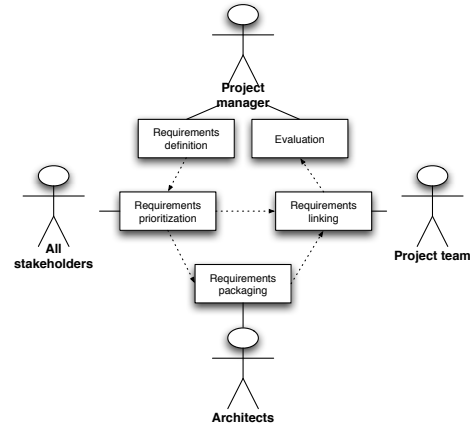 Project
manager
Requirements
definition
Evaluation
Requirements
prioritization
Requirements
linking
All
stakeholders
Project team
Requirements
packaging
Architects